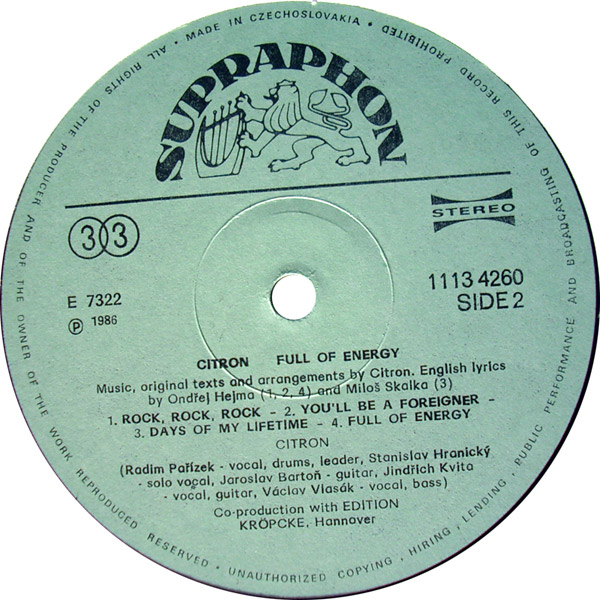 MADE IN CZECHOSLOVAKIA • ALL RIGHTS OF THE PRODUCER AND OF THE OWNER OF THE WORK REPRODUCED RESERVED • UNAUTHORIZED COPYING, HIRING, LENDING, PUBLIC PERFORMANCE AND BROADCASTING OF THIS RECORD PROHIBITED •
SUPRAPHON
33
STEREO
E 7322
Ⓟ 1986
1113 4260
SIDE 2
CITRON FULL OF ENERGY
Music, original texts and arrangements by Citron. English lyrics
by Ondřej Hejma (1, 2, 4) and Miloš Skalka (3)
1. ROCK, ROCK, ROCK - 2. YOU'LL BE A FOREIGNER -
3. DAYS OF MY LIFETIME - 4. FULL OF ENERGY
CITRON
(Radim Pařízek - vocal, drums, leader, Stanislav Hranický
- solo vocal, Jaroslav Bartoň - guitar, Jindřich Kvita
- vocal, guitar, Václav Vlasák - vocal, bass)
Co-production with EDITION
KRÖPCKE, Hannover